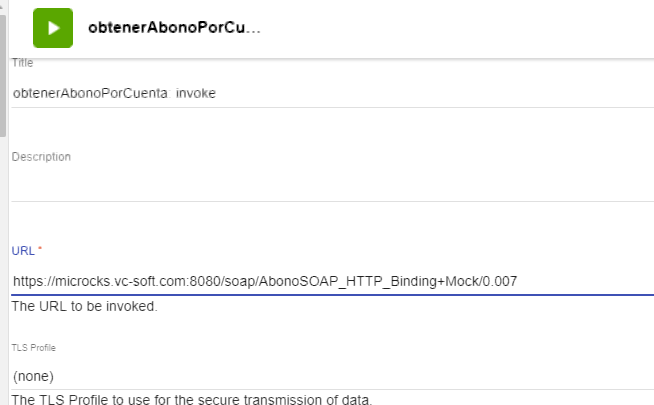 obtenerAbonoPorCu...
Title
obtenerAbonoPorCuenta: invoke
Description
URL *
https://microcks.vc-soft.com:8080/soap/AbonoSOAP_HTTP_Binding+Mock/0.007
The URL to be invoked.
TLS Profile
(none)
The TLS Profile to use for the secure transmission of data.